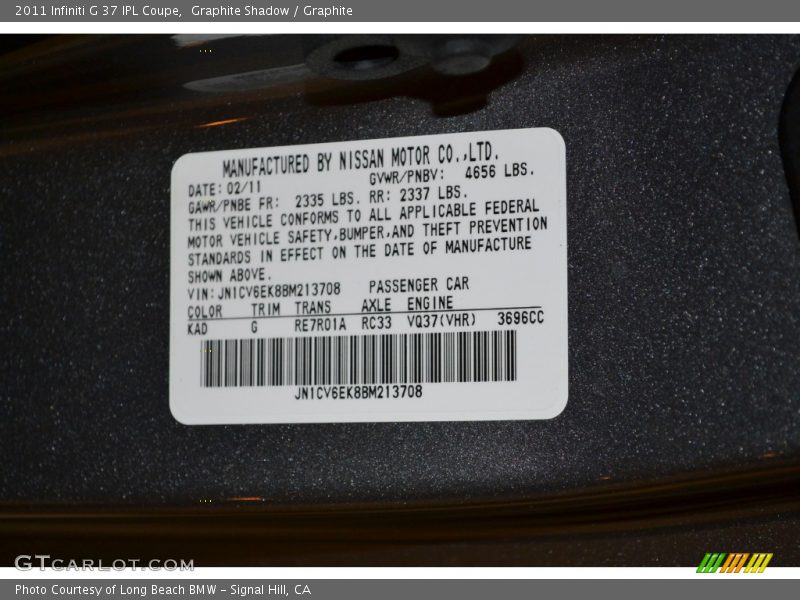 2011 Infiniti G 37 IPL Coupe, Graphite Shadow / Graphite
MANUFACTURED BY NISSAN MOTOR CO.,LTD.
DATE: 02/11 GVWR/PNBV: 4656 LBS.
GAWR/PNBE FR: 2335 LBS. RR: 2337 LBS.
THIS VEHICLE CONFORMS TO ALL APPLICABLE FEDERAL
MOTOR VEHICLE SAFETY,BUMPER,AND THEFT PREVENTION
STANDARDS IN EFFECT ON THE DATE OF MANUFACTURE
SHOWN ABOVE.
VIN: JN1CV6EK8BM213708 PASSENGER CAR
COLOR TRIM TRANS AXLE ENGINE
KAD G RE7R01A RC33 VQ37(VHR) 3696CC
JN1CV6EK8BM213708
GTCARLOT.COM
Photo Courtesy of Long Beach BMW - Signal Hill, CA